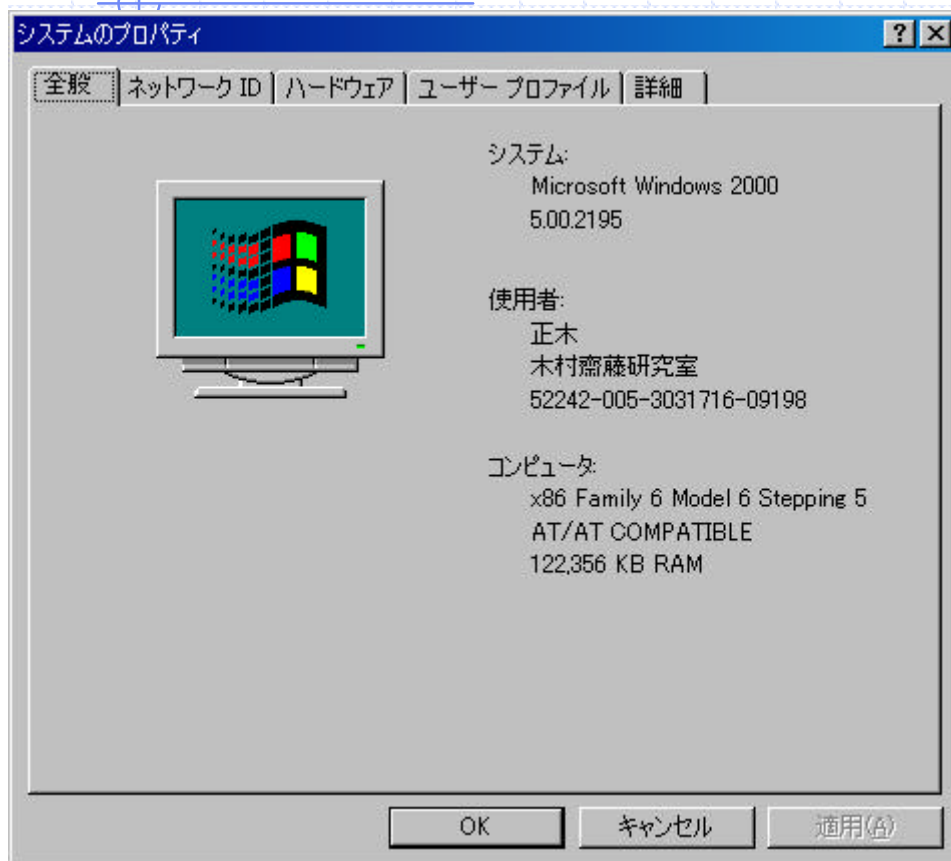 システムのプロパティ
全般 ネットワーク ID ハードウェア ユーザー プロファイル 詳細
システム:
Microsoft Windows 2000
5.00.2195
使用者:
正木
木村齋藤研究室
52242-005-3031716-09198
コンピュータ:
x86 Family 6 Model 6 Stepping 5
AT/AT COMPATIBLE
122,356 KB RAM
OK キャンセル 適用(A)